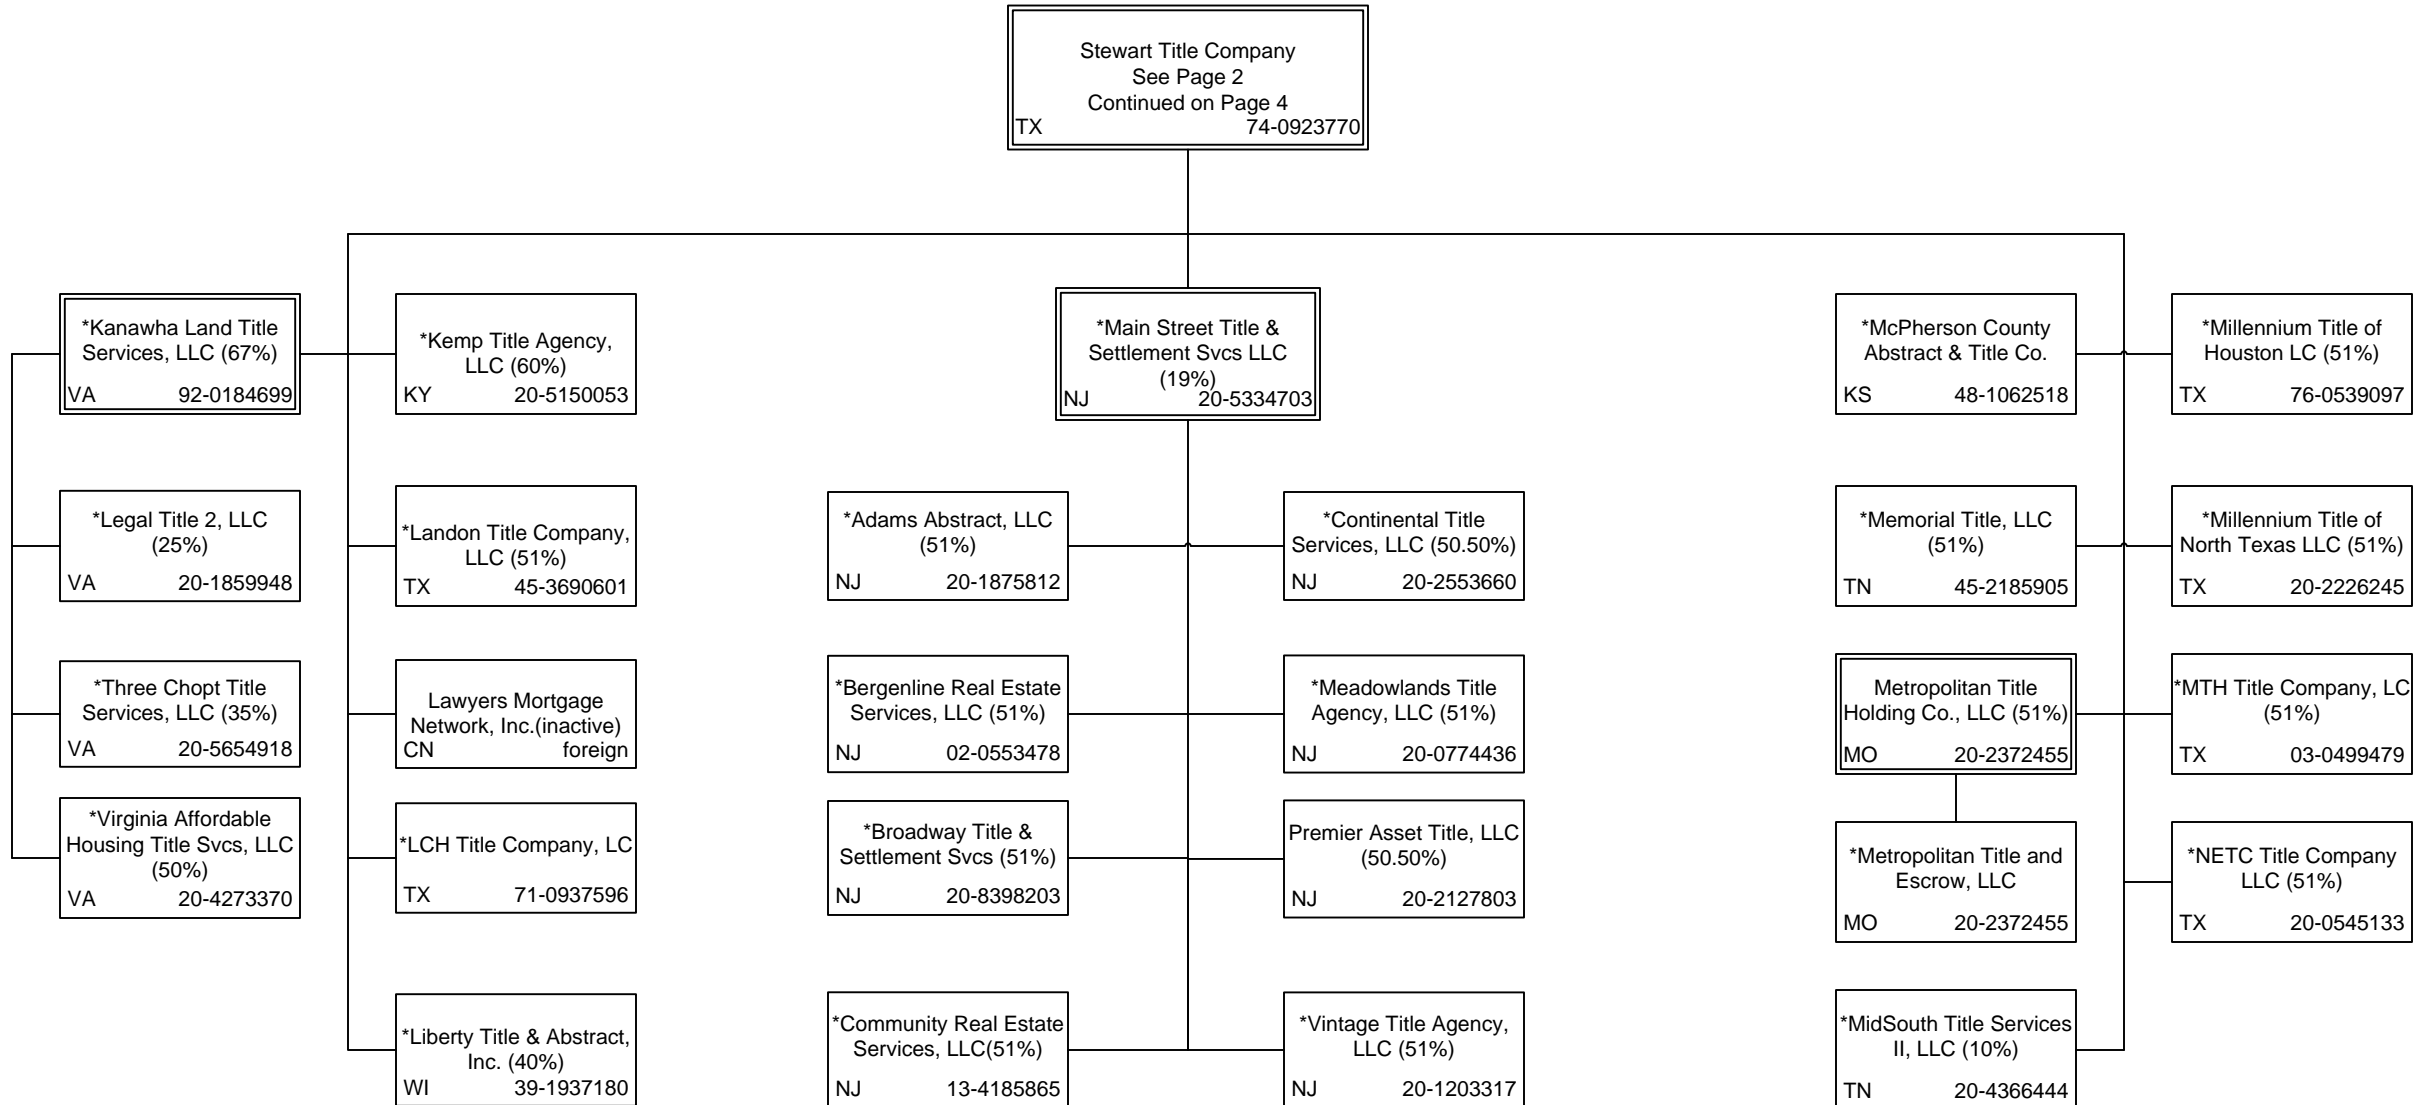 Stewart Title Company
See Page 2
Continued on Page 4
TX 74-0923770
*Kanawha Land Title
Services, LLC (67%)
VA 92-0184699
*Legal Title 2, LLC
(25%)
VA 20-1859948
*Three Chopt Title
Services, LLC (35%)
VA 20-5654918
*Virginia Affordable
Housing Title Svcs, LLC
(50%)
VA 20-4273370
*Kemp Title Agency,
LLC (60%)
KY 20-5150053
*Landon Title Company,
LLC (51%)
TX 45-3690601
Lawyers Mortgage
Network, Inc.(inactive)
CN foreign
*LCH Title Company, LC
TX 71-0937596
*Liberty Title & Abstract,
Inc. (40%)
WI 39-1937180
*Main Street Title &
Settlement Svcs LLC
(19%)
NJ 20-5334703
*Adams Abstract, LLC
(51%)
NJ 20-1875812
*Bergenline Real Estate
Services, LLC (51%)
NJ 02-0553478
*Broadway Title &
Settlement Svcs (51%)
NJ 20-8398203
*Community Real Estate
Services, LLC(51%)
NJ 13-4185865
*Continental Title
Services, LLC (50.50%)
NJ 20-2553660
*Meadowlands Title
Agency, LLC (51%)
NJ 20-0774436
Premier Asset Title, LLC
(50.50%)
NJ 20-2127803
*Vintage Title Agency,
LLC (51%)
NJ 20-1203317
*McPherson County
Abstract & Title Co.
KS 48-1062518
*Memorial Title, LLC
(51%)
TN 45-2185905
Metropolitan Title
Holding Co., LLC (51%)
MO 20-2372455
*Metropolitan Title and
Escrow, LLC
MO 20-2372455
*MidSouth Title Services
II, LLC (10%)
TN 20-4366444
*Millennium Title of
Houston LC (51%)
TX 76-0539097
*Millennium Title of
North Texas LLC (51%)
TX 20-2226245
*MTH Title Company, LC
(51%)
TX 03-0499479
*NETC Title Company
LLC (51%)
TX 20-0545133